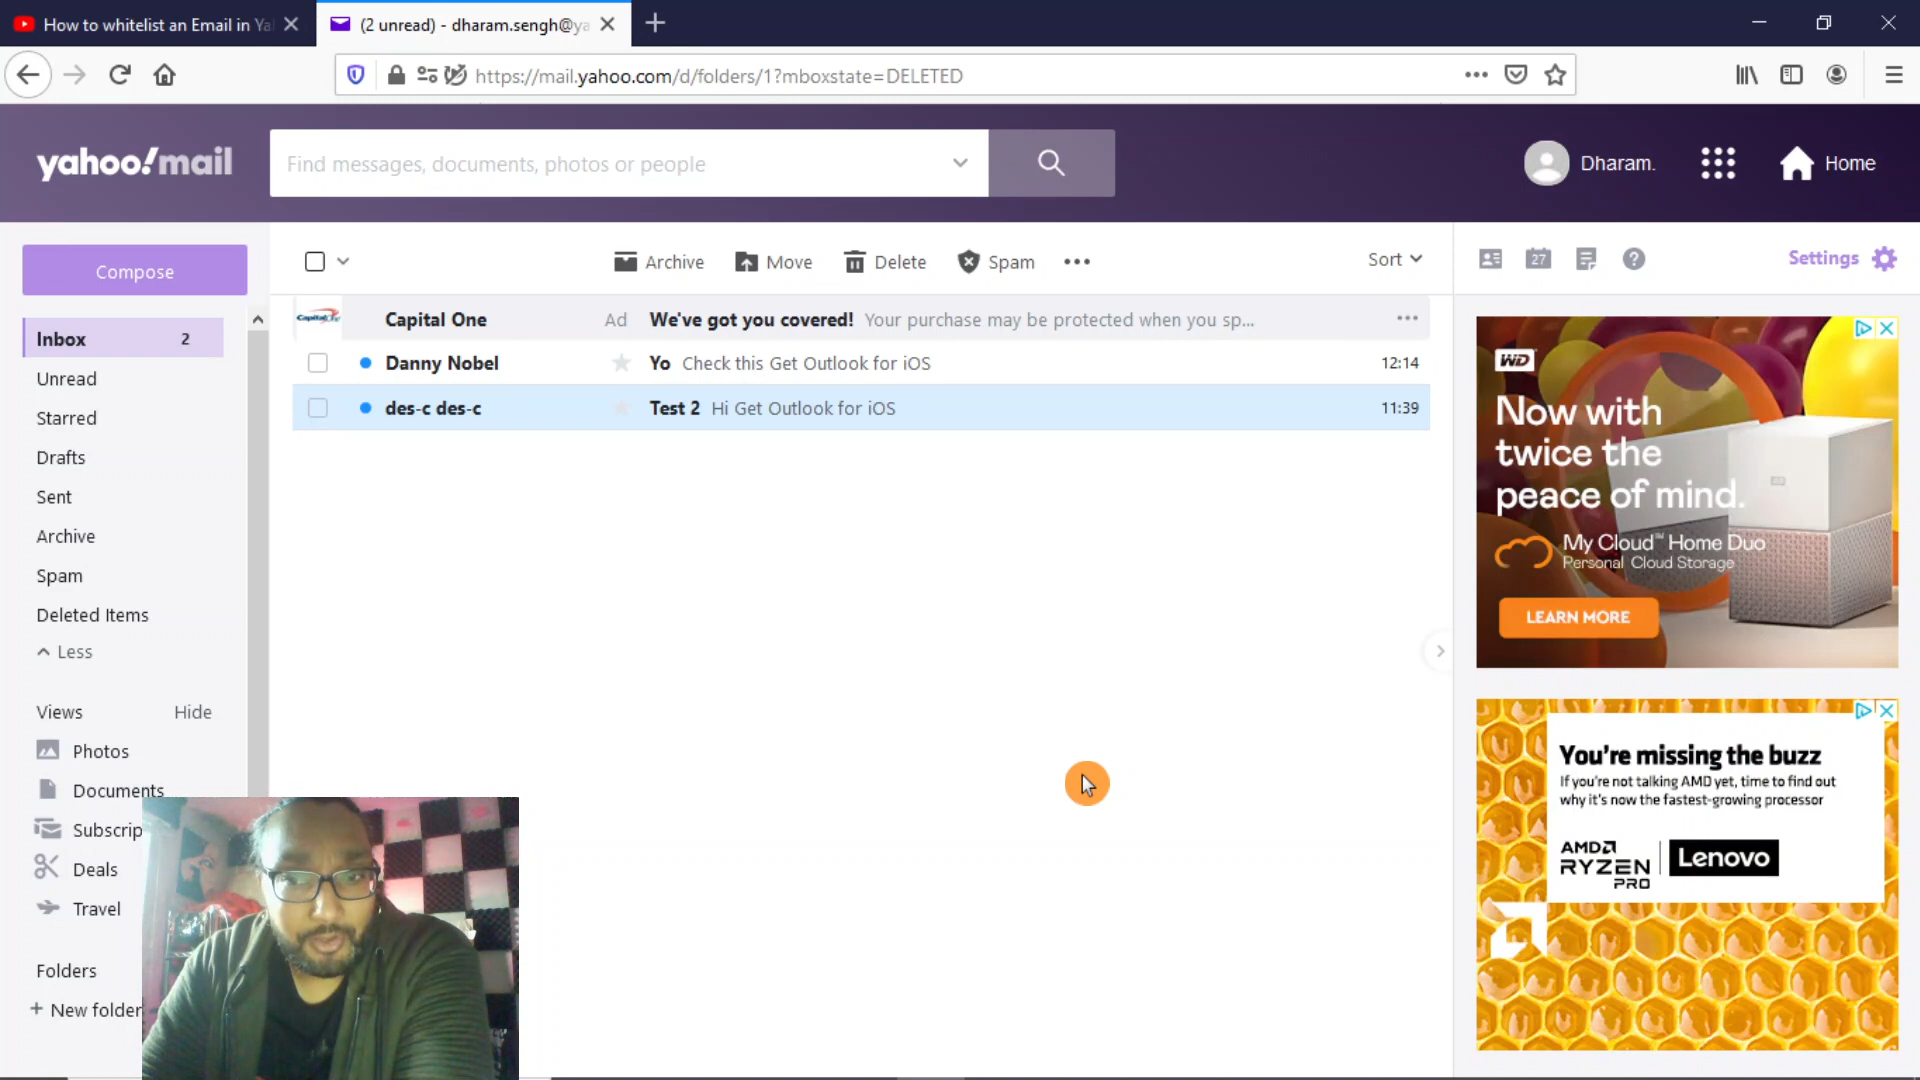 How to whitelist an Email in Ya
(2 unread) - dharam.sengh@ya
https://mail.yahoo.com/d/folders/1?mboxstate=DELETED
yahoo!mail
Find messages, documents, photos or people
Dharam.
Home
Compose
Archive
Move
Delete
Spam
Sort
27
Settings
Inbox 2
Unread
Starred
Drafts
Sent
Archive
Spam
Deleted Items
Less
Views Hide
Photos
Documents
Subscrip
Deals
Travel
Folders
+ New folder
Capital One
Capital One Ad We've got you covered! Your purchase may be protected when you sp...
Danny Nobel Yo Check this Get Outlook for iOS 12:14
des-c des-c Test 2 Hi Get Outlook for iOS 11:39
WD
Now with
twice the
peace of mind.
My Cloud™ Home Duo
Personal Cloud Storage
LEARN MORE
You're missing the buzz
If you're not talking AMD yet, time to find out
why it's now the fastest-growing processor
AMD
RYZEN
PRO
Lenovo